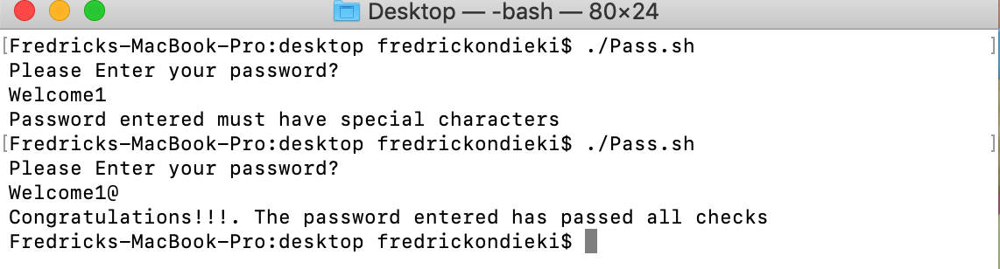 Desktop — -bash — 80×24
[Fredricks-MacBook-Pro:desktop fredrickondieki$ ./Pass.sh ]
Please Enter your password?
Welcome1
Password entered must have special characters
[Fredricks-MacBook-Pro:desktop fredrickondieki$ ./Pass.sh ]
Please Enter your password?
Welcome1@
Congratulations!!!. The password entered has passed all checks
Fredricks-MacBook-Pro:desktop fredrickondieki$